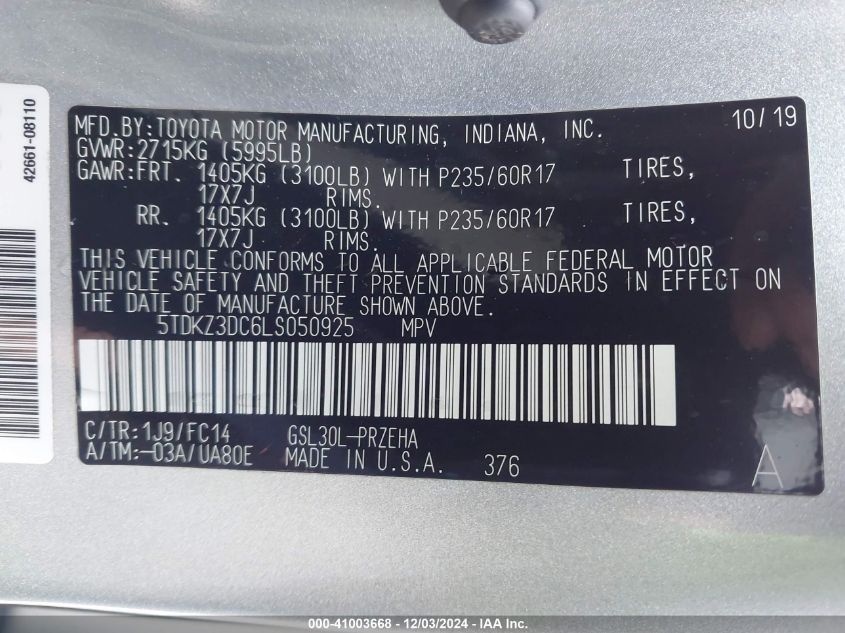 42661-08110
MFD.BY:TOYOTA MOTOR MANUFACTURING, INDIANA, INC. 10/19
GVWR:2715KG (5995LB)
GAWR:FRT. 1405KG (3100LB) WITH P235/60R17 TIRES,
17X7J RIMS.
RR. 1405KG (3100LB) WITH P235/60R17 TIRES,
17X7J RIMS.
THIS VEHICLE CONFORMS TO ALL APPLICABLE FEDERAL MOTOR
VEHICLE SAFETY AND THEFT PREVENTION STANDARDS IN EFFECT ON
THE DATE OF MANUFACTURE SHOWN ABOVE.
5TDKZ3DC6LS050925 MPV
C/TR:1J9/FC14 GSL30L-PRZEHA
A/TM:-03A/UA80E MADE IN U.S.A. 376 A
000-41003668 - 12/03/2024 - IAA Inc.